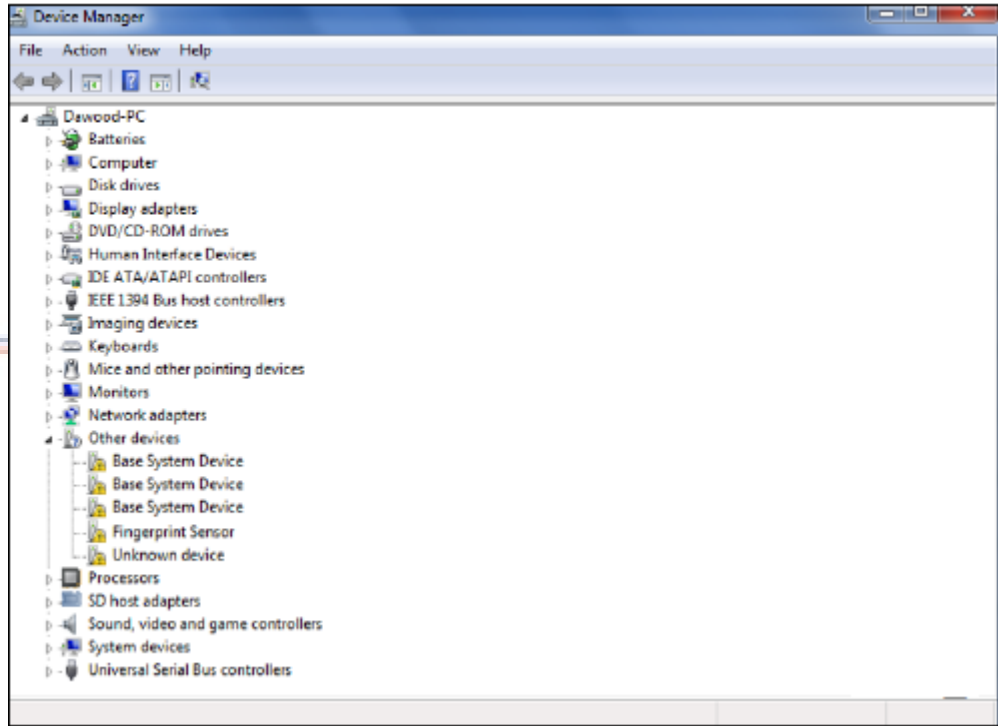 Device Manager
File Action View Help
Dawood-PC
Batteries
Computer
Disk drives
Display adapters
DVD/CD-ROM drives
Human Interface Devices
IDE ATA/ATAPI controllers
IEEE 1394 Bus host controllers
Imaging devices
Keyboards
Mice and other pointing devices
Monitors
Network adapters
Other devices
Base System Device
Base System Device
Base System Device
Fingerprint Sensor
Unknown device
Processors
SD host adapters
Sound, video and game controllers
System devices
Universal Serial Bus controllers